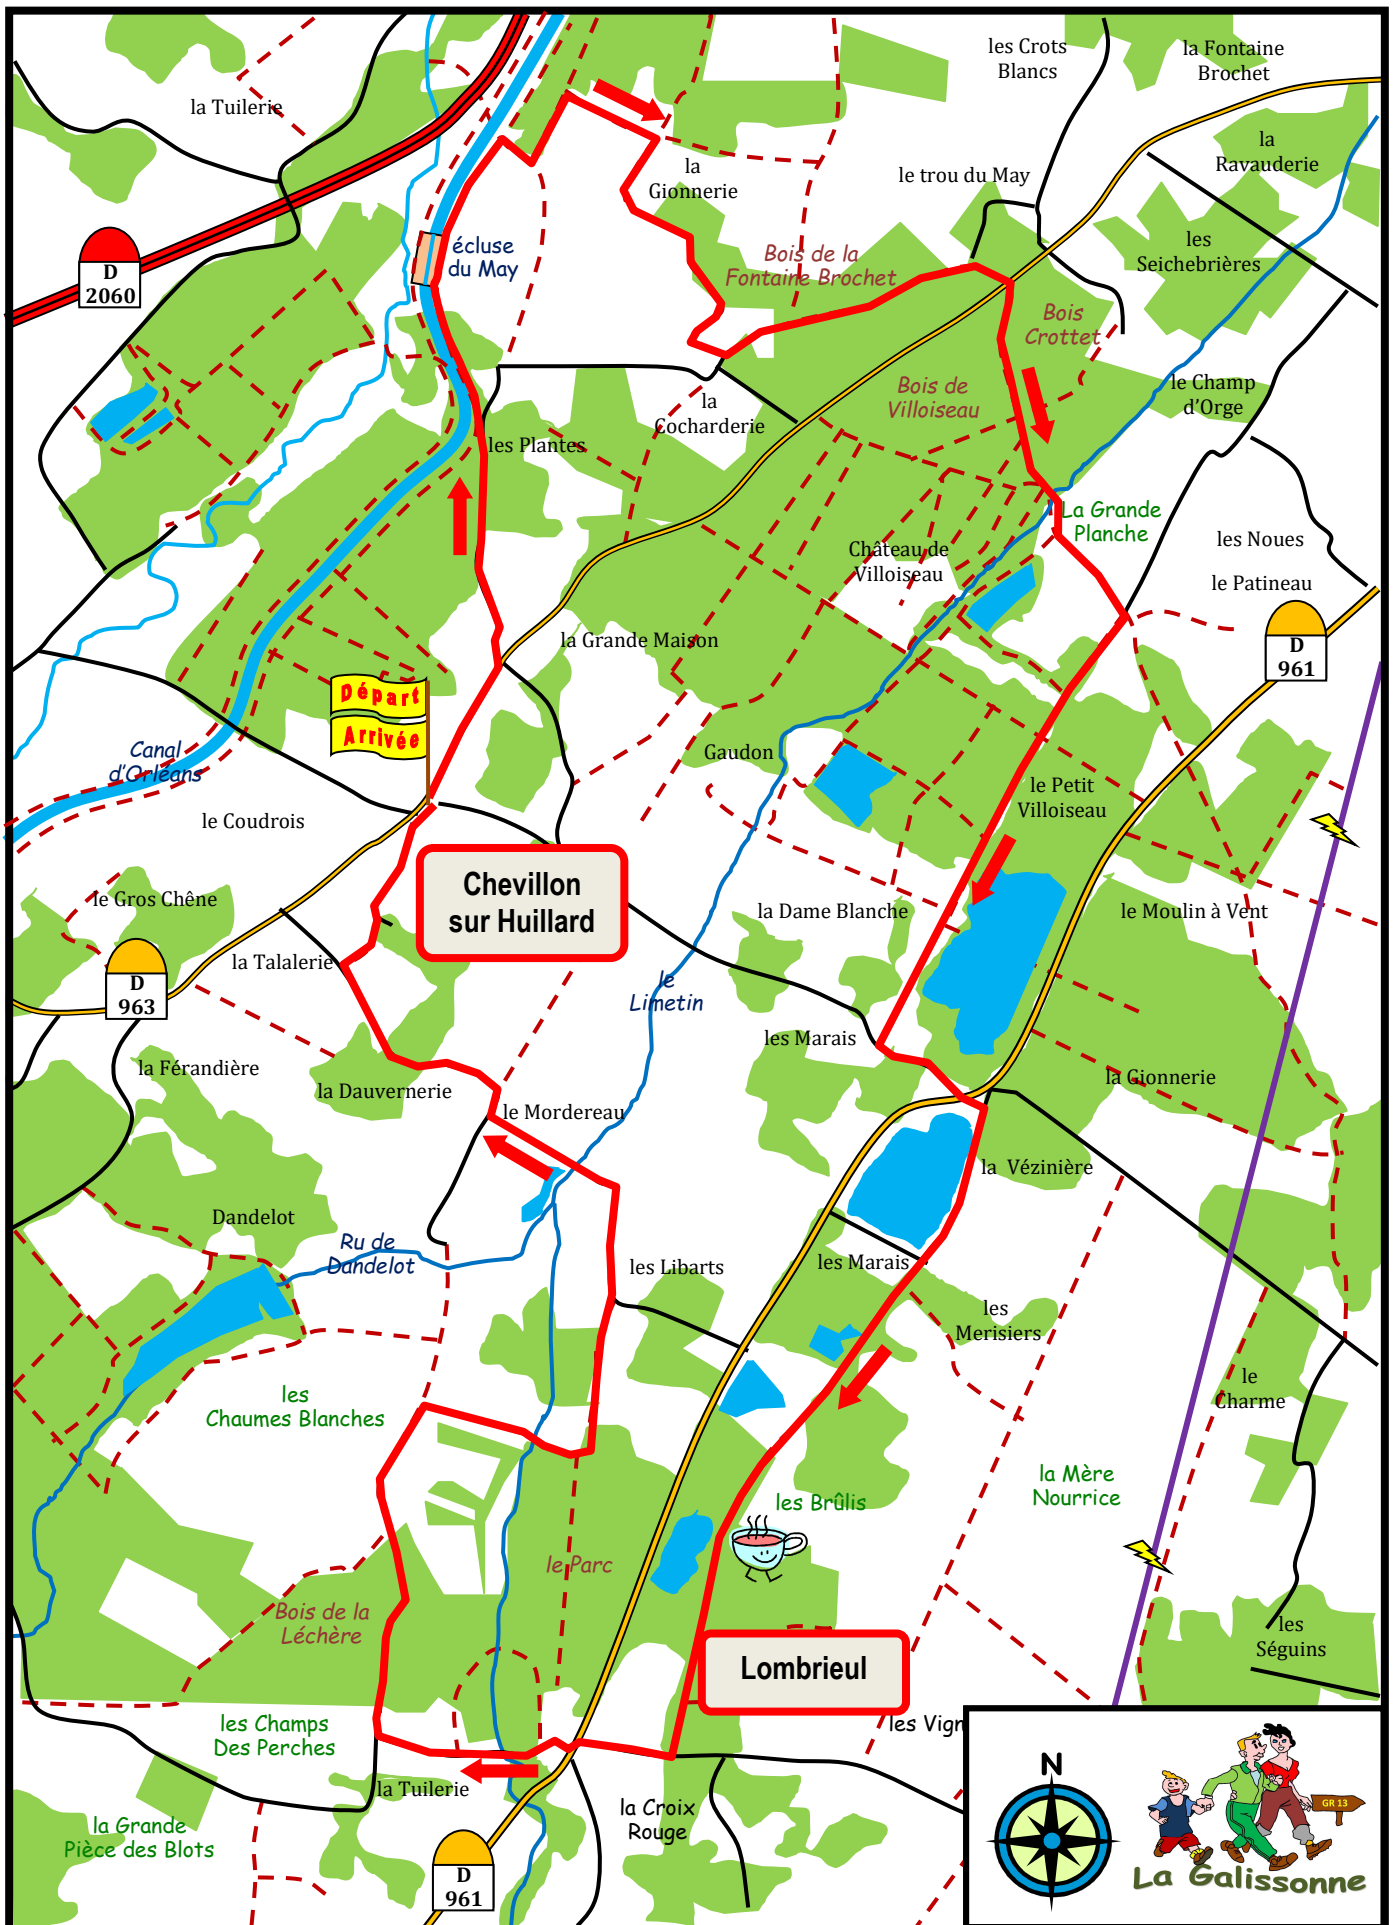 les Crots
Blancs
la Fontaine
Brochet
la Tuilerie
la
Ravauderie
la
Gionnerie
le trou du May
écluse
du May
les
Seichebrières
Bois de la
Fontaine Brochet
D
2060
Bois
Crottet
Bois de
Villoiseau
le Champ
d'Orge
la
Cocharderie
les Plantes
La Grande
Planche
les Noues
Château de
Villoiseau
le Patineau
la Grande Maison
D
961
Départ
Arrivée
Canal
d'Orléans
Gaudon
le Petit
Villoiseau
le Coudrois
Chevillon
sur Huillard
le Gros Chêne
la Dame Blanche
le Moulin à Vent
la Talalerie
D
963
le
Limetin
les Marais
la Férandière
la Dauvernerie
la Gionnerie
le Mordereau
la Vézinière
Dandelot
Ru de
Dandelot
les Libarts
les Marais
les
Merisiers
les
Chaumes Blanches
le
Charme
la Mère
Nourrice
les Brûlis
le Parc
Bois de la
Léchère
les
Séguins
Lombrieul
les Champs
Des Perches
les Vign
la Tuilerie
la Croix
Rouge
la Grande
Pièce des Blots
D
961
N
GR 13
La Galissonne